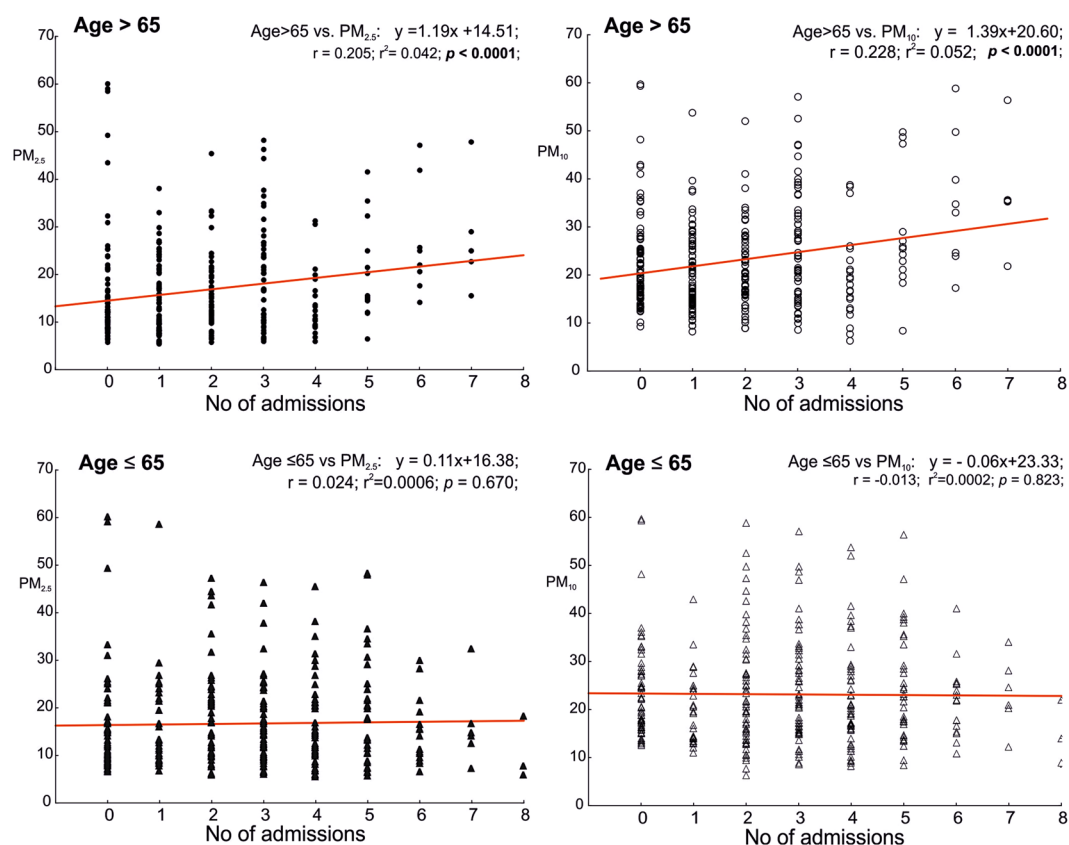 Age > 65
Age>65 vs. PM2.5: y =1.19x +14.51;
r = 0.205; r²= 0.042; p < 0.0001;
70
60
50
PM2.5
40
30
20
10
0
0 1 2 3 4 5 6 7 8
No of admissions
Age > 65
Age>65 vs. PM10: y = 1.39x+20.60;
r = 0.228; r²= 0.052; p < 0.0001;
70
60
50
PM10
40
30
20
10
0
0 1 2 3 4 5 6 7 8
No of admissions
Age ≤ 65
Age ≤65 vs PM2.5: y = 0.11x+16.38;
r = 0.024; r²=0.0006; p = 0.670;
70
60
50
PM2.5
40
30
20
10
0
0 1 2 3 4 5 6 7 8
No of admissions
Age ≤ 65
Age ≤65 vs PM10: y = - 0.06x+23.33;
r = -0.013; r²=0.0002; p = 0.823;
70
60
50
PM10
40
30
20
10
0
0 1 2 3 4 5 6 7 8
No of admissions